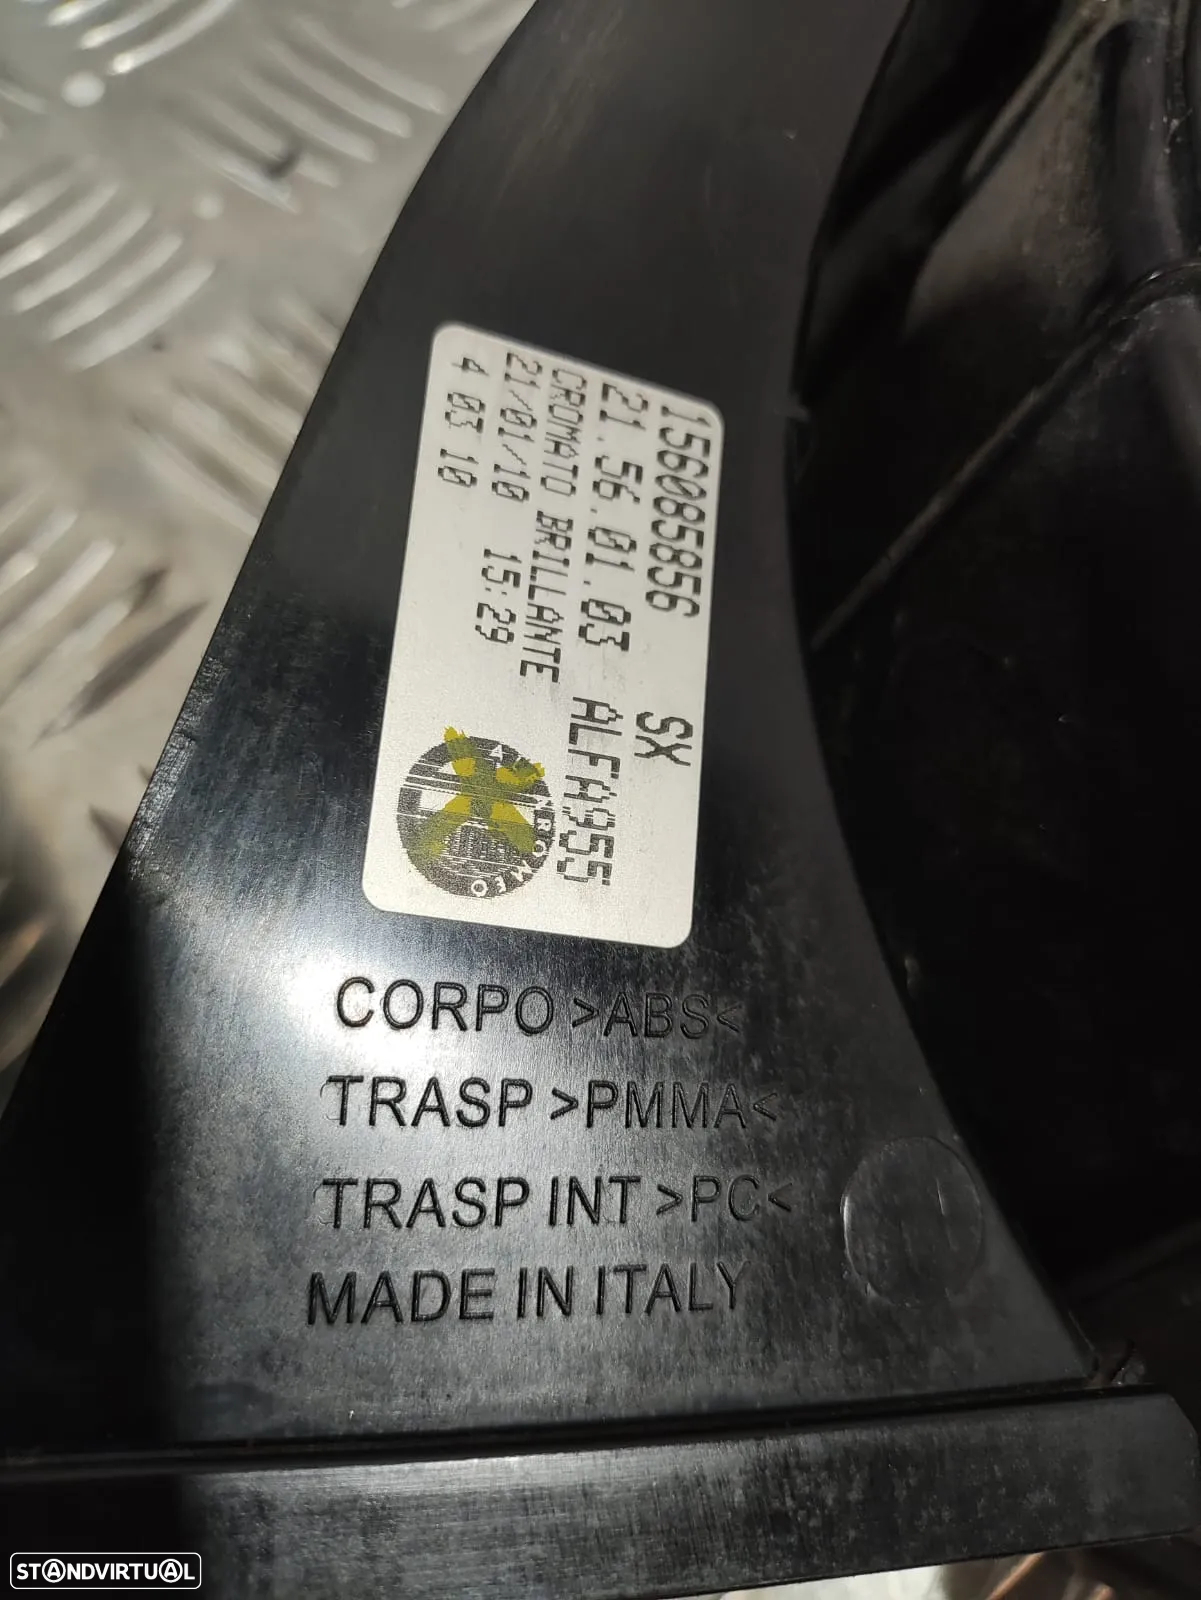 156085856 SX
21.56.01.03 ALFA955
CROMATO BRILLANTE
21/01/10 15:29
4 03 10
ROMEO
CORPO >ABS<
TRASP >PMMA<
TRASP INT >PC<
MADE IN ITALY
STANDVIRTUAL